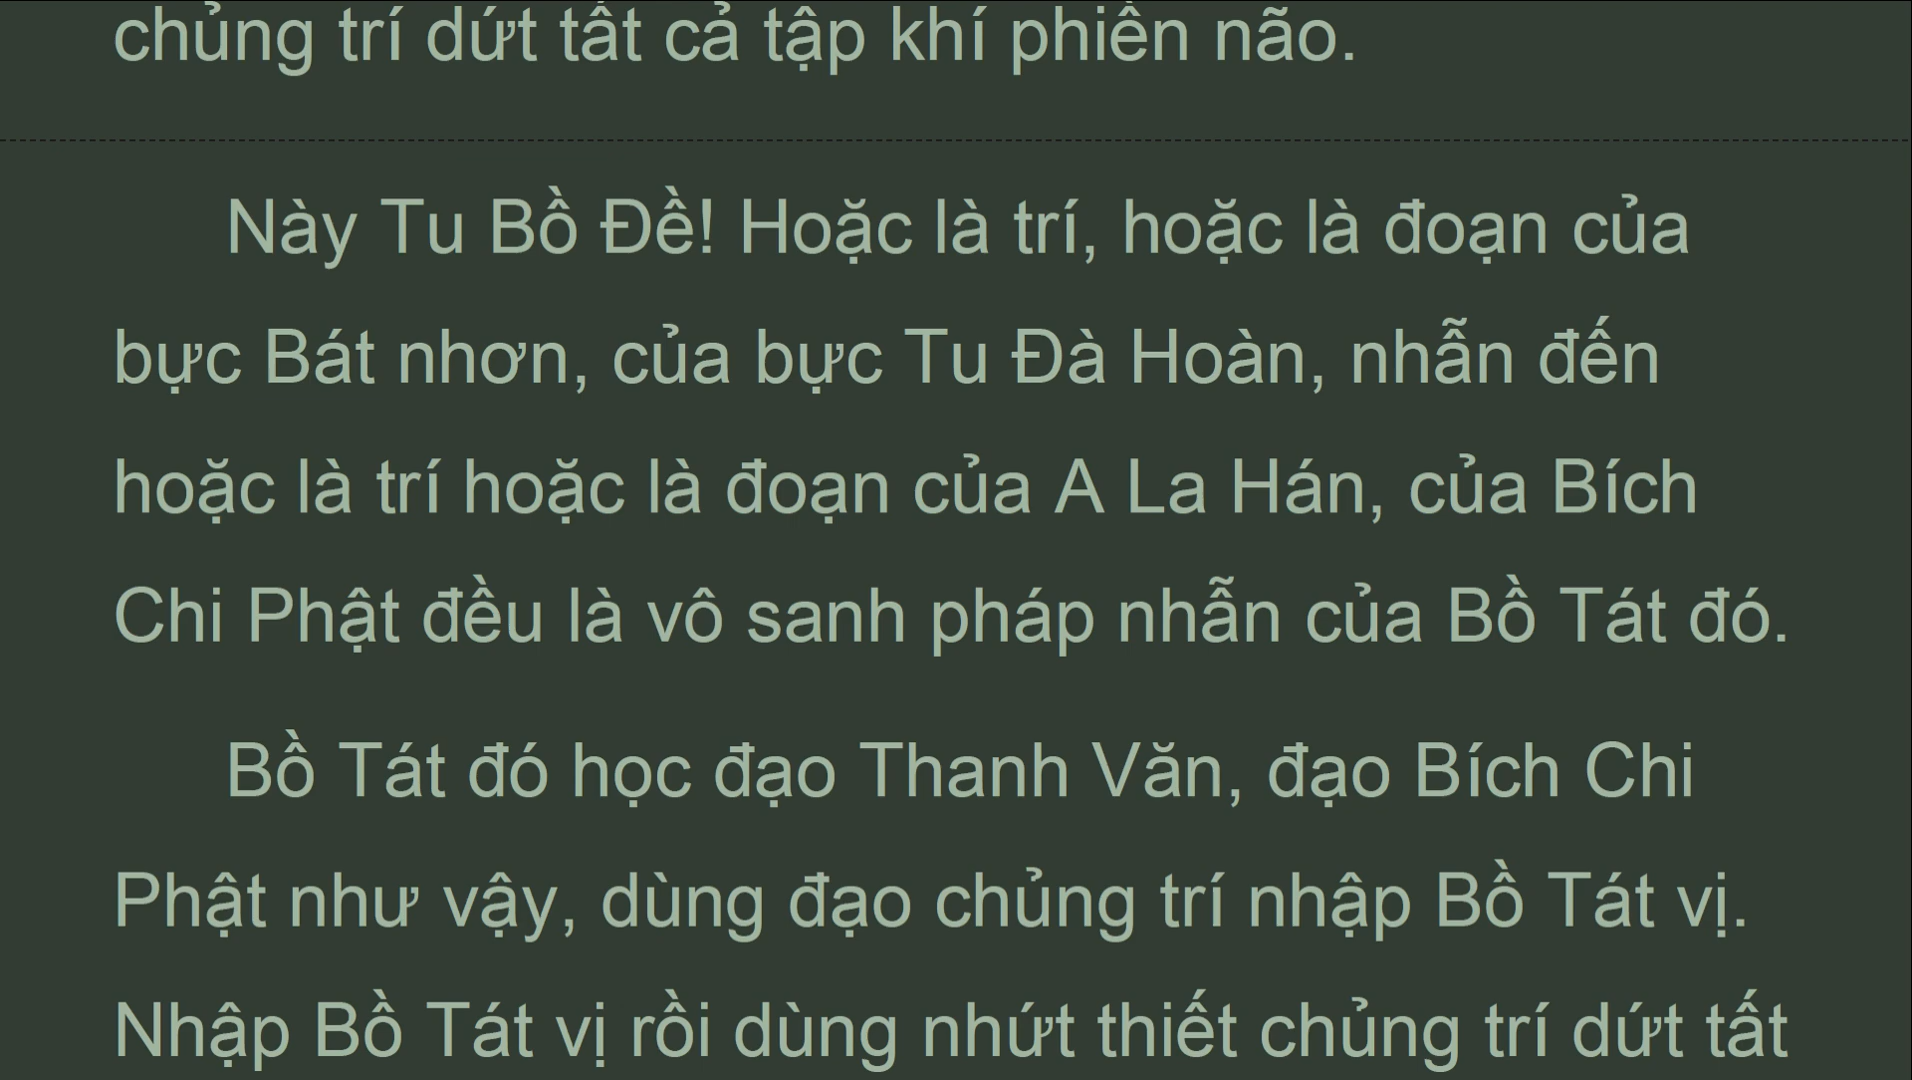 chủng trí dứt tất cả tập khí phiền não.
Này Tu Bồ Đề! Hoặc là trí, hoặc là đoạn của
bực Bát nhơn, của bực Tu Đà Hoàn, nhẫn đến
hoặc là trí hoặc là đoạn của A La Hán, của Bích
Chi Phật đều là vô sanh pháp nhẫn của Bồ Tát đó.
Bồ Tát đó học đạo Thanh Văn, đạo Bích Chi
Phật như vậy, dùng đạo chủng trí nhập Bồ Tát vị.
Nhập Bồ Tát vị rồi dùng nhứt thiết chủng trí dứt tất